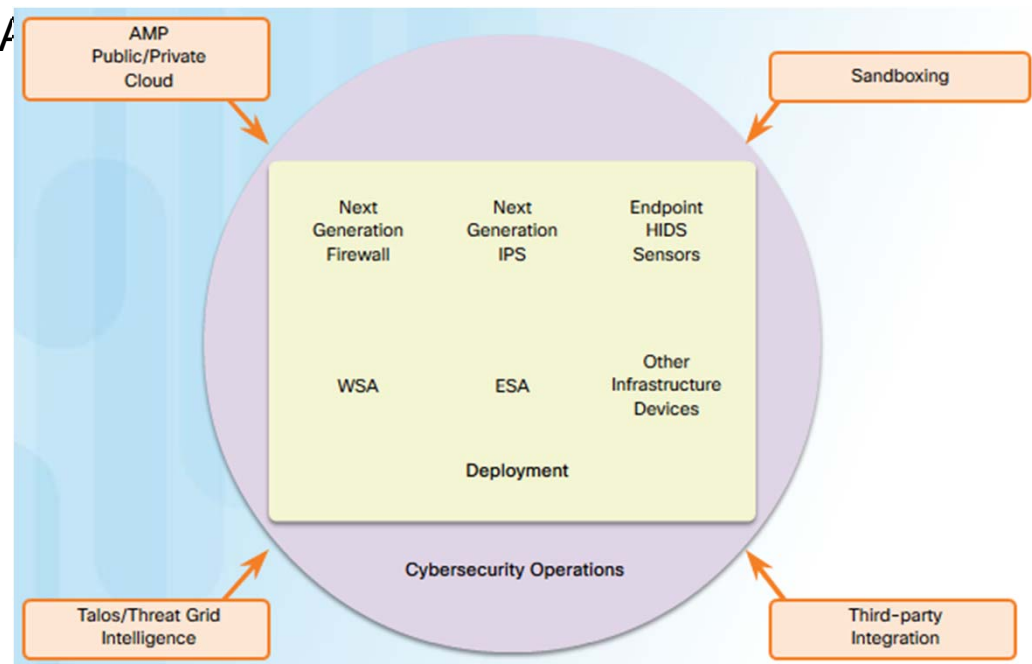 A
AMP
Public/Private
Cloud
Sandboxing
Next
Generation
Firewall
Next
Generation
IPS
Endpoint
HIDS
Sensors
WSA
ESA
Other
Infrastructure
Devices
Deployment
Cybersecurity Operations
Talos/Threat Grid
Intelligence
Third-party
Integration